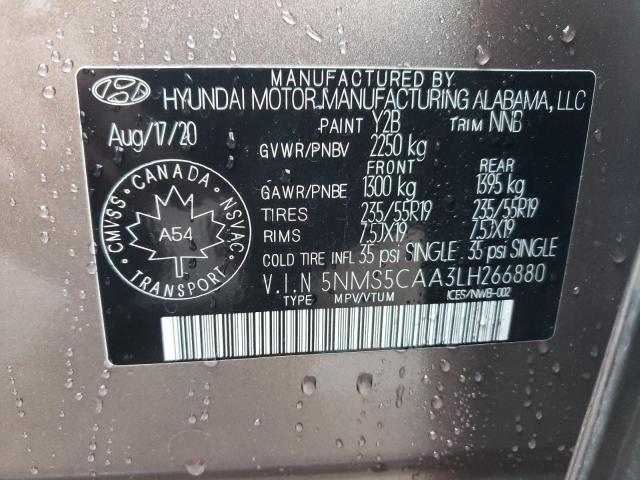 MANUFACTURED BY
HYUNDAI MOTOR MANUFACTURING ALABAMA, LLC
Aug/17/20 PAINT Y2B TRIM NNB
GVWR/PNBV 2250 kg
FRONT REAR
GAWR/PNBE 1300 kg 1395 kg
TIRES 235/55R19 235/55R19
RIMS 7.5JX19 7.5JX19
COLD TIRE INFL 35 psi SINGLE 35 psi SINGLE
V.I.N 5NMS5CAA3LH266880
TYPE MPV/VTUM ICES/NWB-002
CANADA
CMVSS NSVAC
A54
TRANSPORT